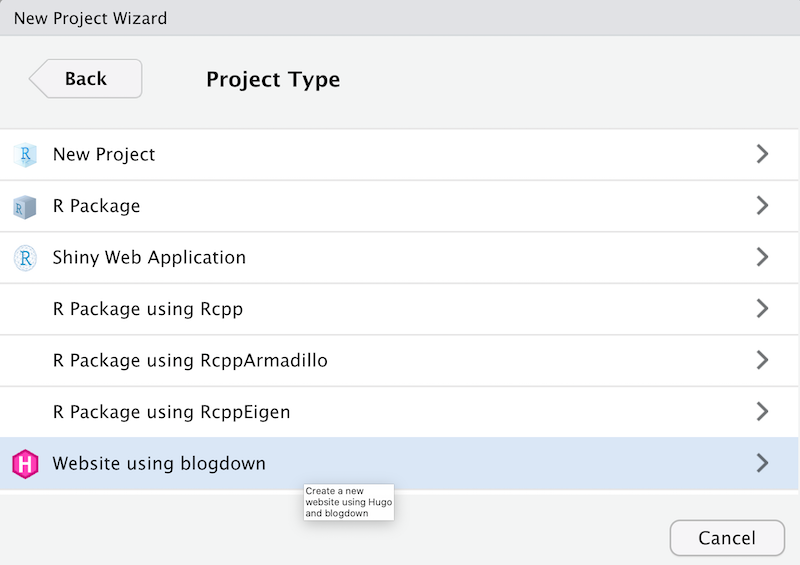 New Project Wizard
Back
Project Type
R New Project
R R Package
R Shiny Web Application
R Package using Rcpp
R Package using RcppArmadillo
R Package using RcppEigen
H Website using blogdown
Create a new
website using Hugo
and blogdown
Cancel